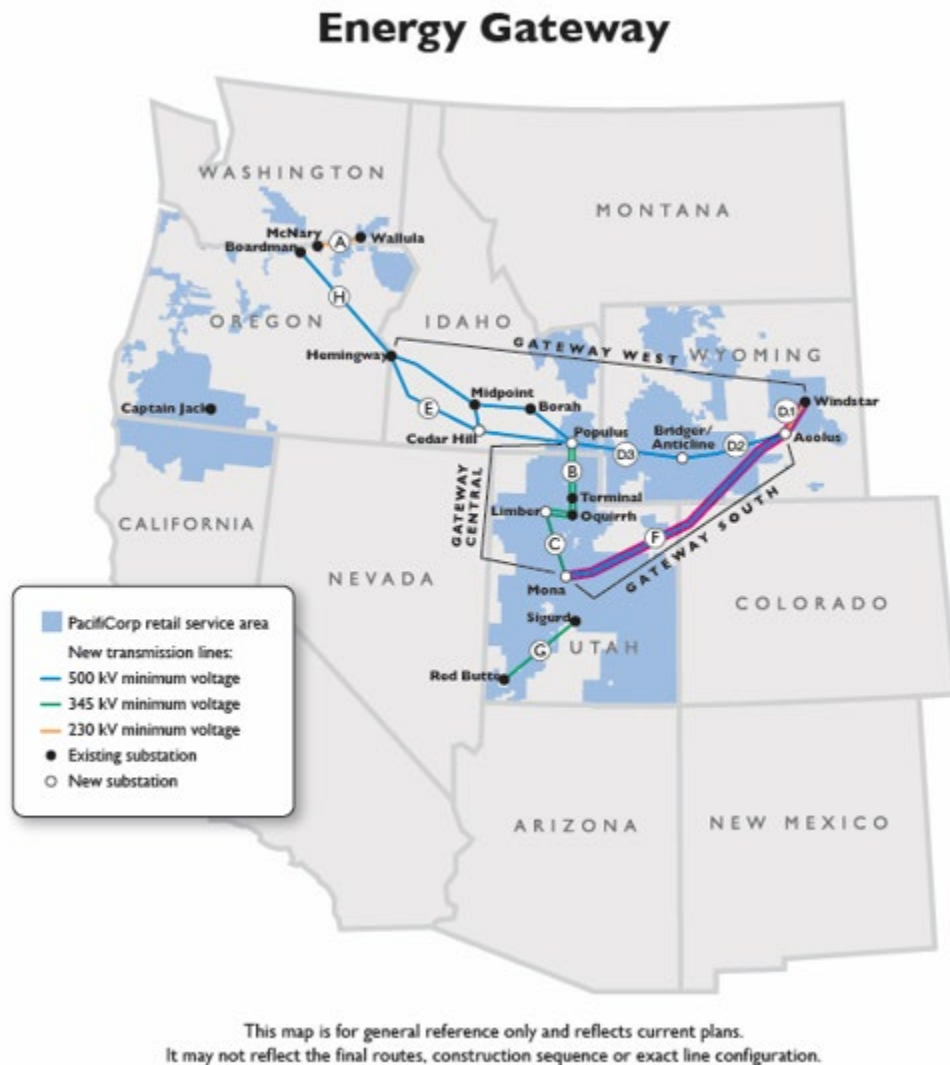 Energy Gateway
WASHINGTON
MONTANA
McNary
A
Wallula
Boardman
H
OREGON
IDAHO
GATEWAY WEST
WYOMING
Hemingway
Midpoint
Windstar
D1
Captain Jack
E
Borah
Cedar Hill
Populus
Bridger/
Anticline
D2
Aeolus
D3
B
GATEWAY
CENTRAL
Terminal
Limber
Oquirrh
CALIFORNIA
C
F
GATEWAY SOUTH
NEVADA
Mona
COLORADO
Sigurd
UTAH
G
Red Butte
PacifiCorp retail service area
New transmission lines:
500 kV minimum voltage
345 kV minimum voltage
230 kV minimum voltage
Existing substation
New substation
ARIZONA
NEW MEXICO
This map is for general reference only and reflects current plans.
It may not reflect the final routes, construction sequence or exact line configuration.